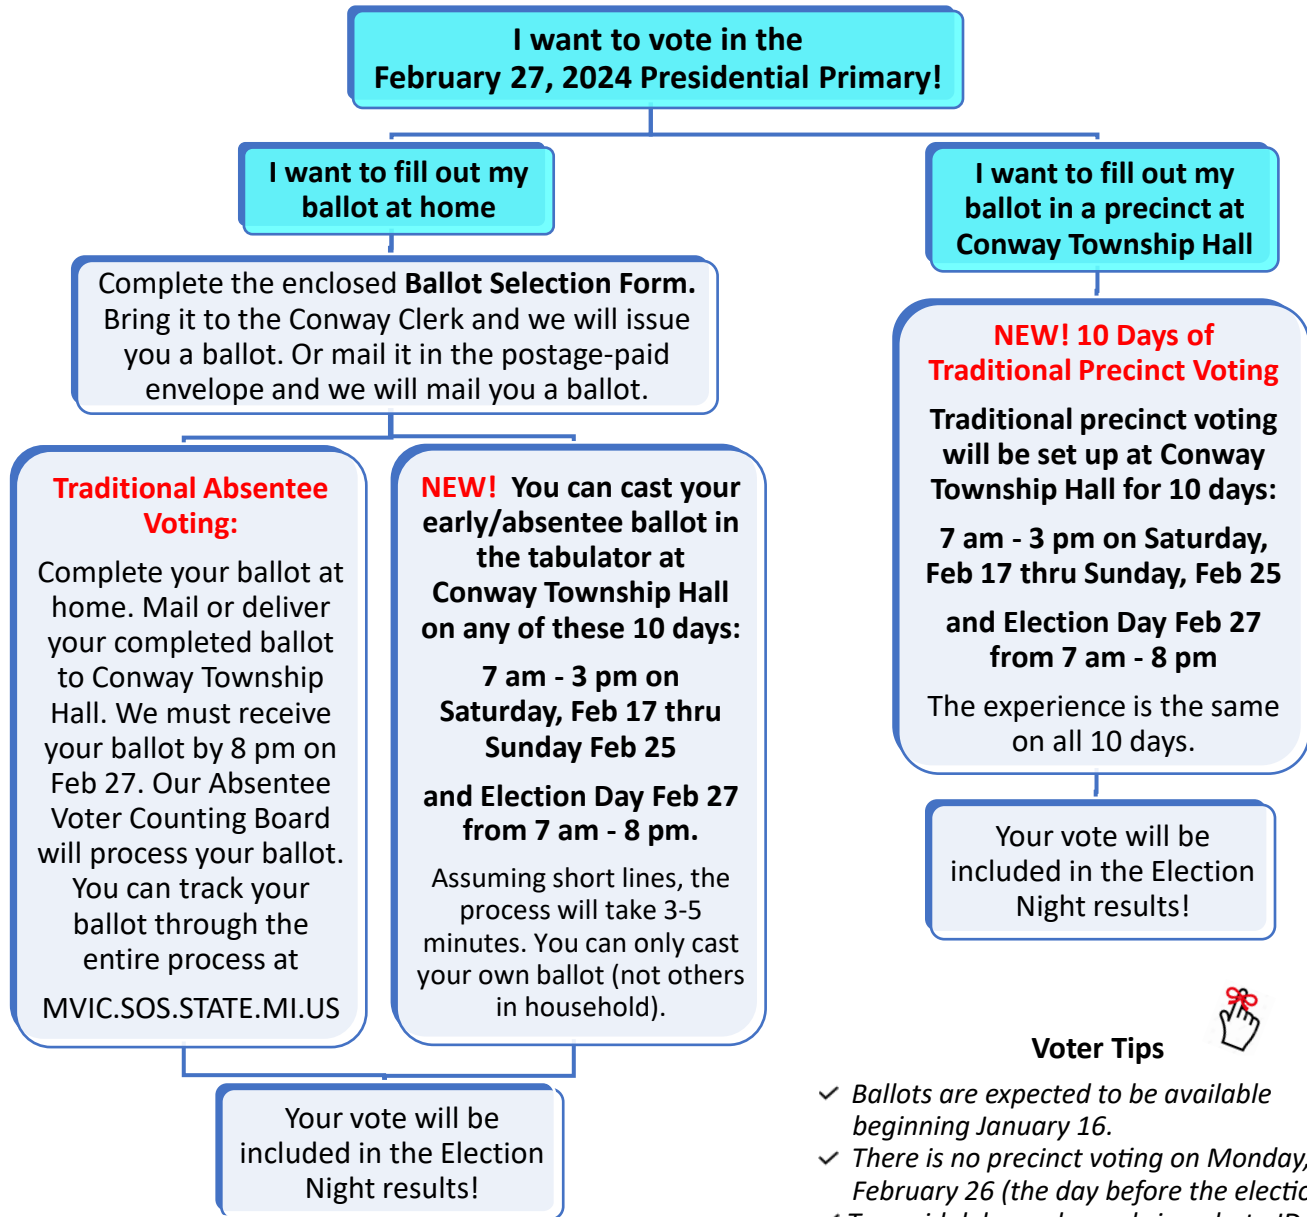 I want to vote in the
February 27, 2024 Presidential Primary!
I want to fill out my
ballot at home
Complete the enclosed Ballot Selection Form.
Bring it to the Conway Clerk and we will issue
you a ballot. Or mail it in the postage-paid
envelope and we will mail you a ballot.
Traditional Absentee
Voting:
Complete your ballot at
home. Mail or deliver
your completed ballot
to Conway Township
Hall. We must receive
your ballot by 8 pm on
Feb 27. Our Absentee
Voter Counting Board
will process your ballot.
You can track your
ballot through the
entire process at
MVIC.SOS.STATE.MI.US
NEW! You can cast your
early/absentee ballot in
the tabulator at
Conway Township Hall
on any of these 10 days:
7 am - 3 pm on
Saturday, Feb 17 thru
Sunday Feb 25
and Election Day Feb 27
from 7 am - 8 pm.
Assuming short lines, the
process will take 3-5
minutes. You can only cast
your own ballot (not others
in household).
Your vote will be
included in the Election
Night results!
I want to fill out my
ballot in a precinct at
Conway Township Hall
NEW! 10 Days of
Traditional Precinct Voting
Traditional precinct voting
will be set up at Conway
Township Hall for 10 days:
7 am - 3 pm on Saturday,
Feb 17 thru Sunday, Feb 25
and Election Day Feb 27
from 7 am - 8 pm
The experience is the same
on all 10 days.
Your vote will be
included in the Election
Night results!
Voter Tips
✓ Ballots are expected to be available
beginning January 16.
✓ There is no precinct voting on Monday,
February 26 (the day before the